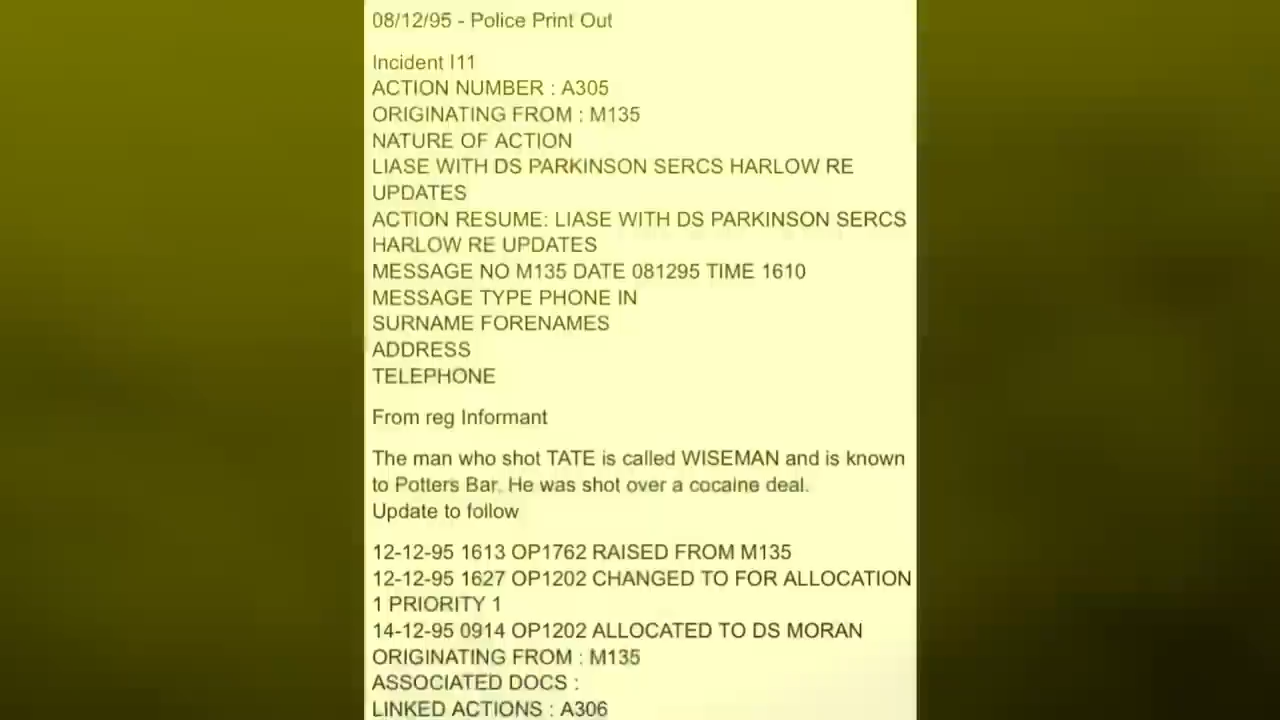 08/12/95 - Police Print Out
Incident I11
ACTION NUMBER : A305
ORIGINATING FROM : M135
NATURE OF ACTION
LIASE WITH DS PARKINSON SERCS HARLOW RE
UPDATES
ACTION RESUME: LIASE WITH DS PARKINSON SERCS
HARLOW RE UPDATES
MESSAGE NO M135 DATE 081295 TIME 1610
MESSAGE TYPE PHONE IN
SURNAME FORENAMES
ADDRESS
TELEPHONE
From reg Informant
The man who shot TATE is called WISEMAN and is known
to Potters Bar. He was shot over a cocaine deal.
Update to follow
12-12-95 1613 OP1762 RAISED FROM M135
12-12-95 1627 OP1202 CHANGED TO FOR ALLOCATION
1 PRIORITY 1
14-12-95 0914 OP1202 ALLOCATED TO DS MORAN
ORIGINATING FROM : M135
ASSOCIATED DOCS :
LINKED ACTIONS : A306